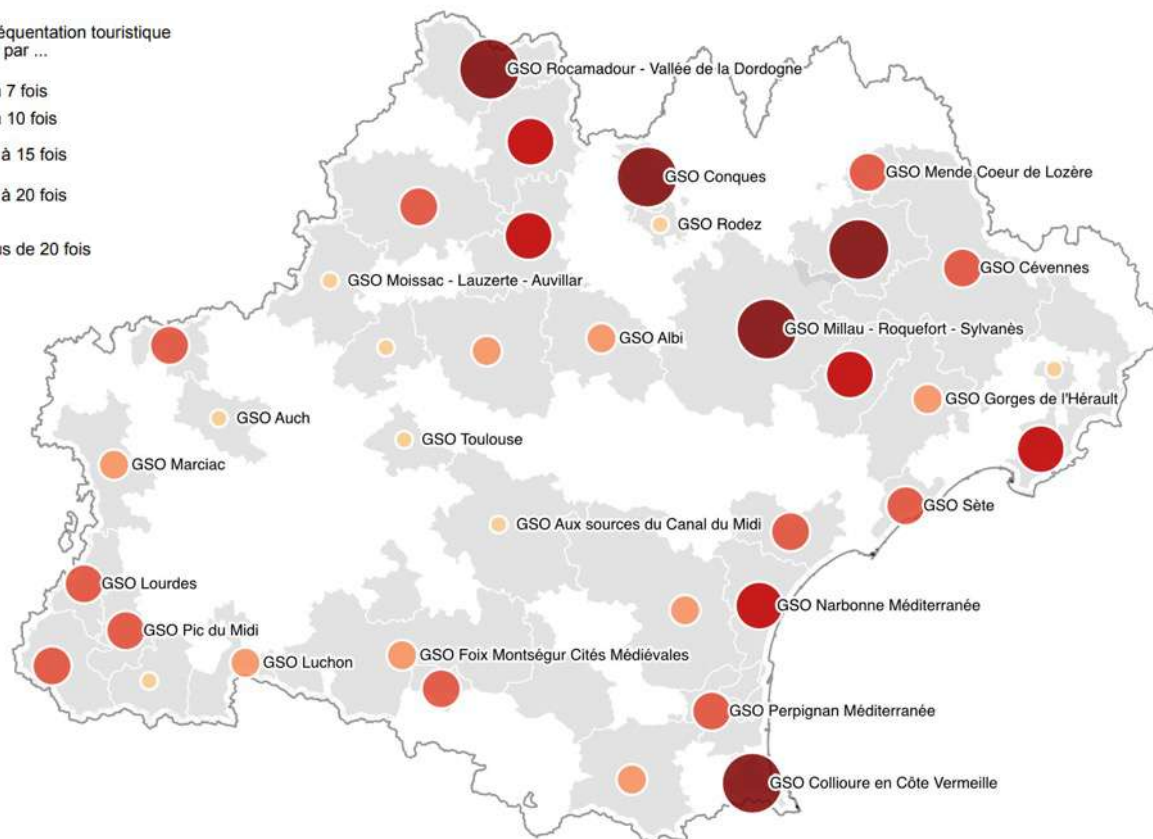 équentation touristique
par ...
7 fois
10 fois
à 15 fois
à 20 fois
us de 20 fois
GSO Rocamadour - Vallée de la Dordogne
GSO Conques
GSO Mende Coeur de Lozère
GSO Rodez
GSO Cévennes
GSO Moissac - Lauzerte - Auvillar
GSO Millau - Roquefort - Sylvanès
GSO Albi
GSO Gorges de l'Hérault
GSO Auch
GSO Toulouse
GSO Marciac
GSO Sète
GSO Aux sources du Canal du Midi
GSO Lourdes
GSO Narbonne Méditerranée
GSO Pic du Midi
GSO Foix Montségur Cités Médiévales
GSO Luchon
GSO Perpignan Méditerranée
GSO Collioure en Côte Vermeille